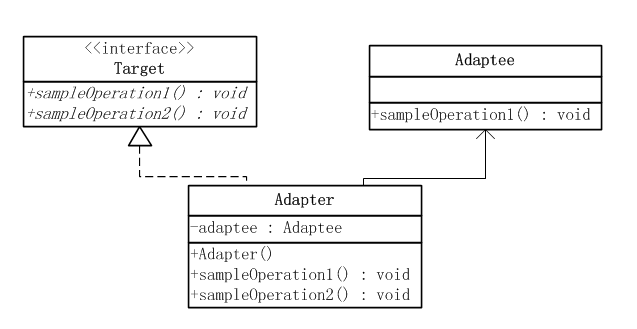 <<interface>>
Target
+sampleOperation1() : void
+sampleOperation2() : void
Adaptee
+sampleOperation1() : void
Adapter
-adaptee : Adaptee
+Adapter()
+sampleOperation1() : void
+sampleOperation2() : void